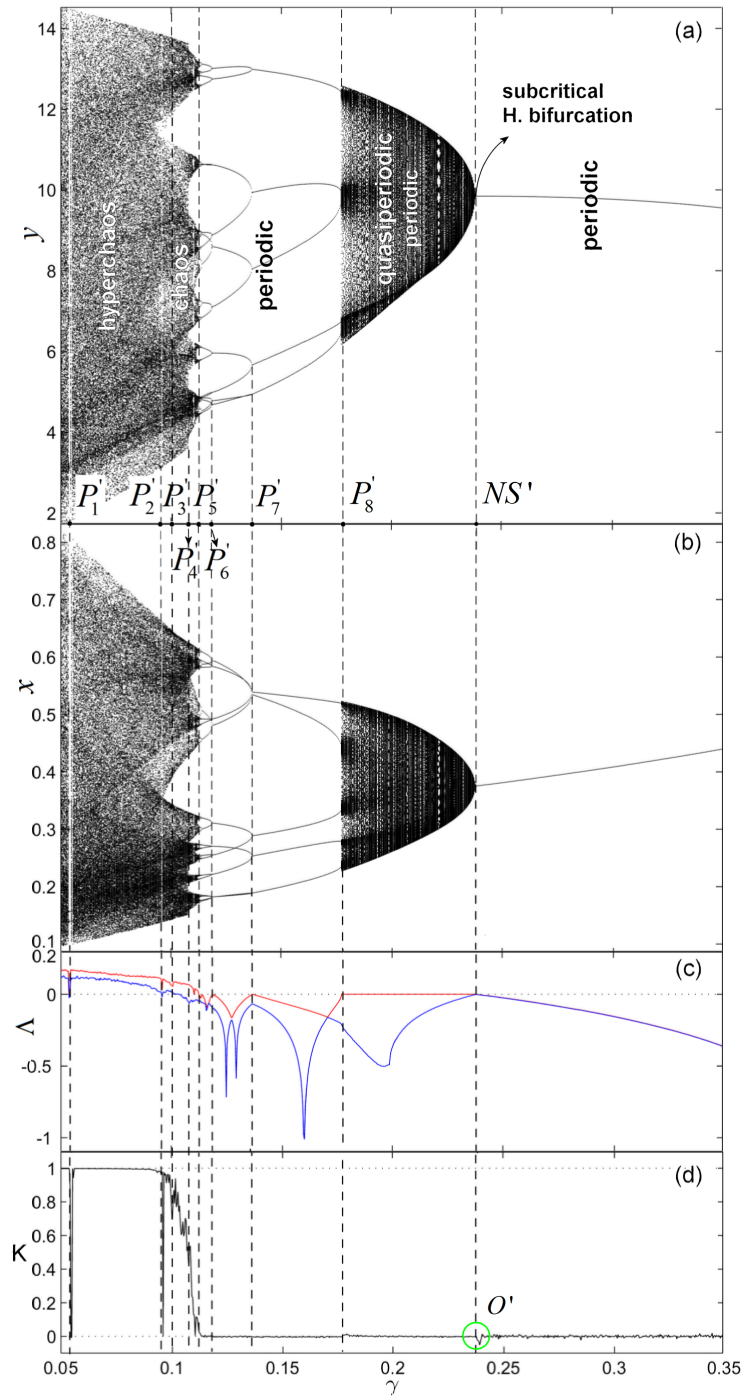 14
(a)
subcritical
H. bifurcation
12
10
y
hyperchaos
chaos
periodic
quasiperiodic
periodic
periodic
8
6
4
2
P'1
P'2
P'3
P'5
P'7
P'8
NS'
P'4
P'6
(b)
0.8
0.7
0.6
x
0.5
0.4
0.3
0.2
0.1
0.2
(c)
0
Λ
-0.5
-1
1
(d)
0.8
0.6
K
0.4
0.2
O'
0
0.05
0.1
0.15
0.2
0.25
0.3
0.35
γ